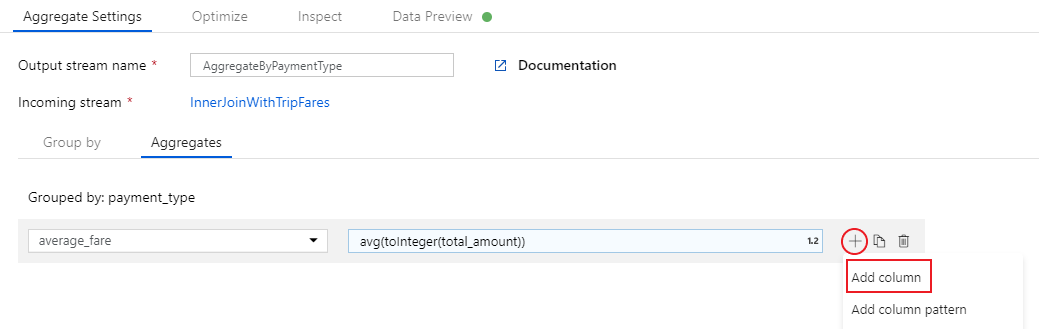 Aggregate Settings Optimize Inspect Data Preview
Output stream name * AggregateByPaymentType Documentation
Incoming stream * InnerJoinWithTripFares
Group by Aggregates
Grouped by: payment_type
average_fare avg(toInteger(total_amount)) 1.2
Add column
Add column pattern